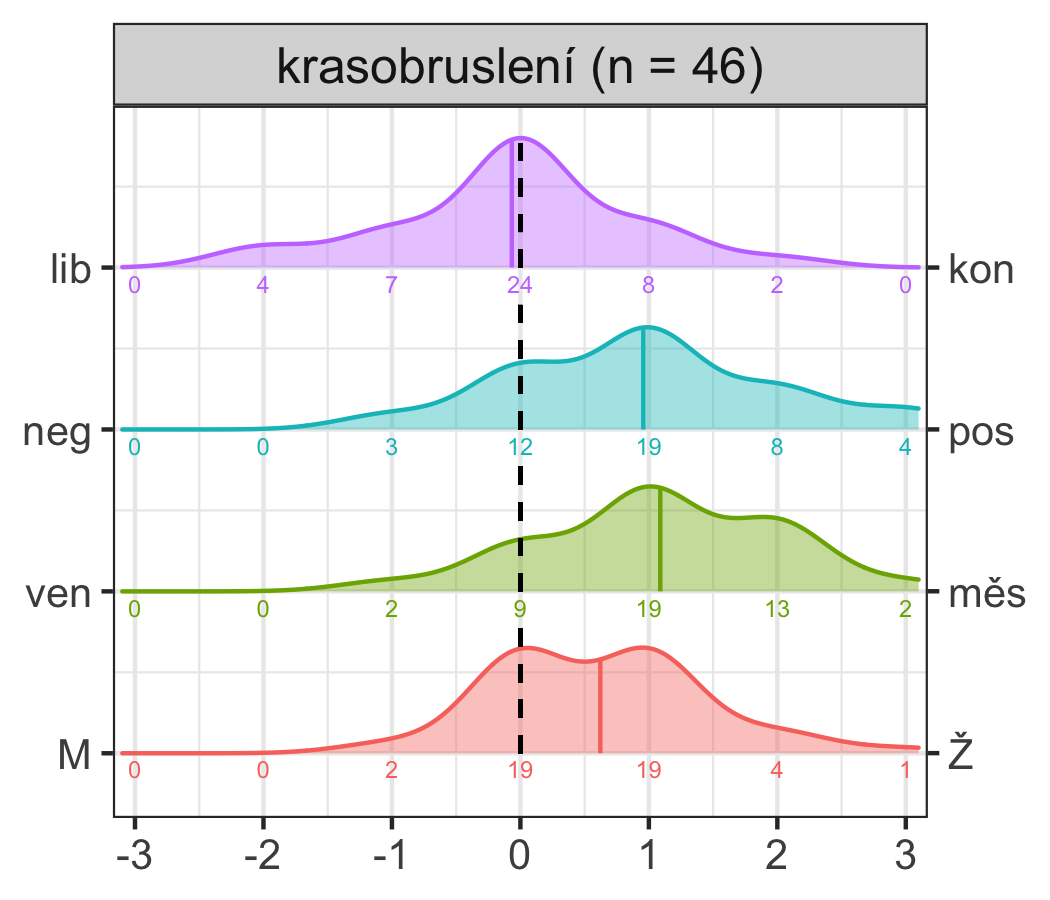 krasobruslení (n = 46)
lib kon
0 4 7 24 8 2 0
neg pos
0 0 3 12 19 8 4
ven měs
0 0 2 9 19 13 2
M Ž
0 0 2 19 19 4 1
-3 -2 -1 0 1 2 3